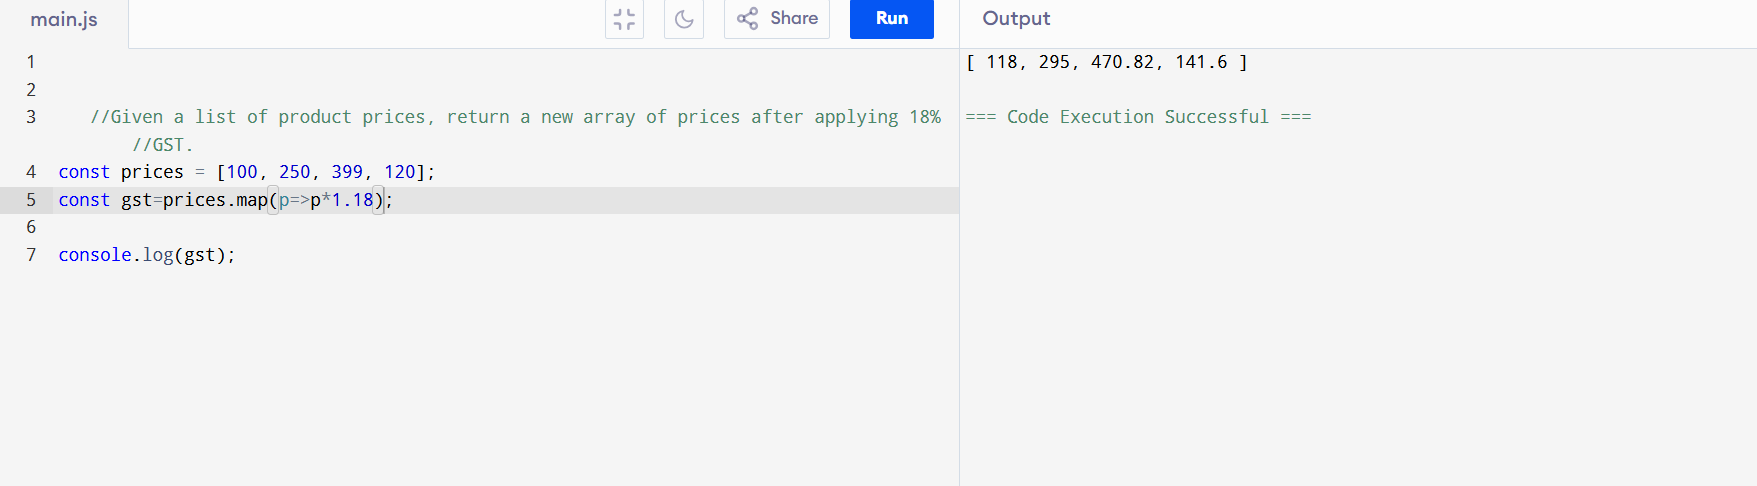 main.js
Share
Run
Output
1
2
3 //Given a list of product prices, return a new array of prices after applying 18%
//GST.
4 const prices = [100, 250, 399, 120];
5 const gst=prices.map(p=>p*1.18);
6
7 console.log(gst);
[ 118, 295, 470.82, 141.6 ]
=== Code Execution Successful ===